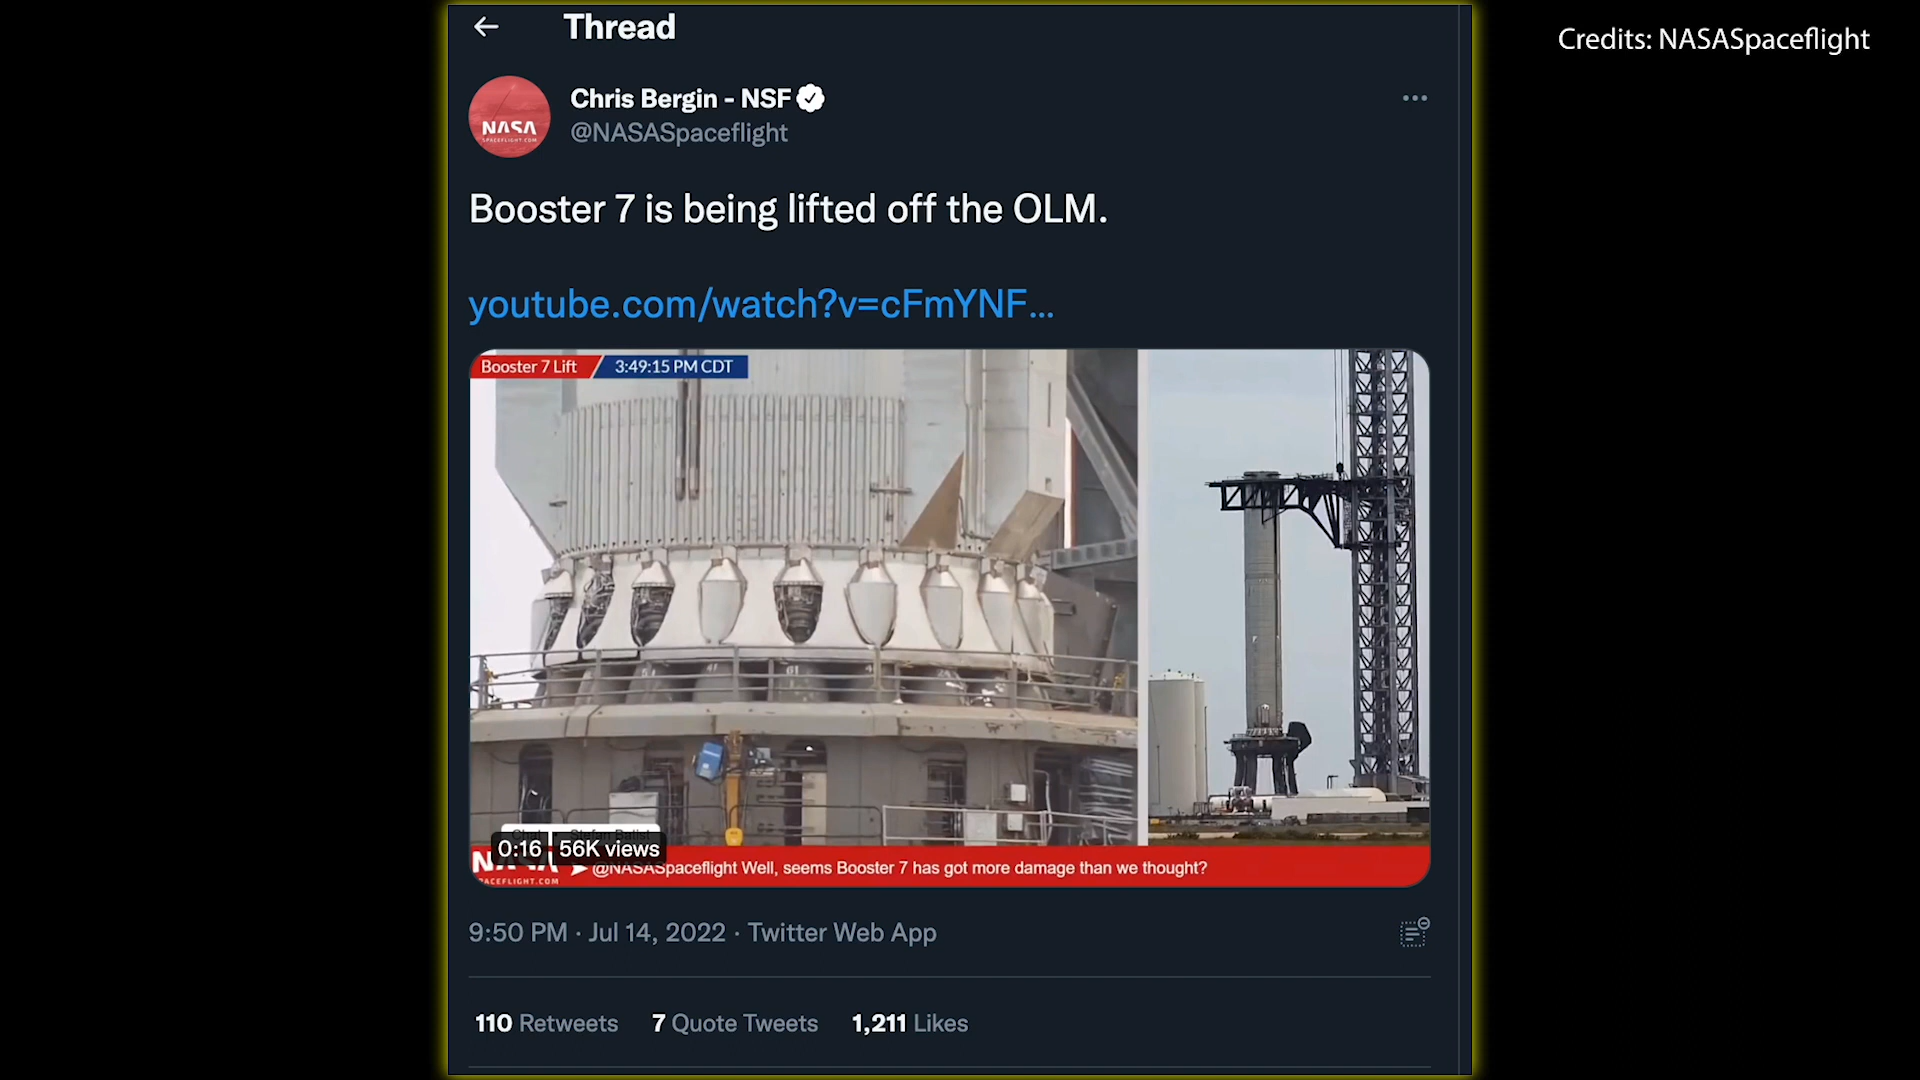 Thread
Credits: NASASpaceflight
Chris Bergin - NSF
@NASASpaceflight
NASA
SPACEFLIGHT.COM
Booster 7 is being lifted off the OLM.
youtube.com/watch?v=cFmYNF...
Booster 7 Lift
3:49:15 PM CDT
0:16
56K views
@NASASpaceflight Well, seems Booster 7 has got more damage than we thought?
9:50 PM · Jul 14, 2022 · Twitter Web App
110 Retweets 7 Quote Tweets 1,211 Likes